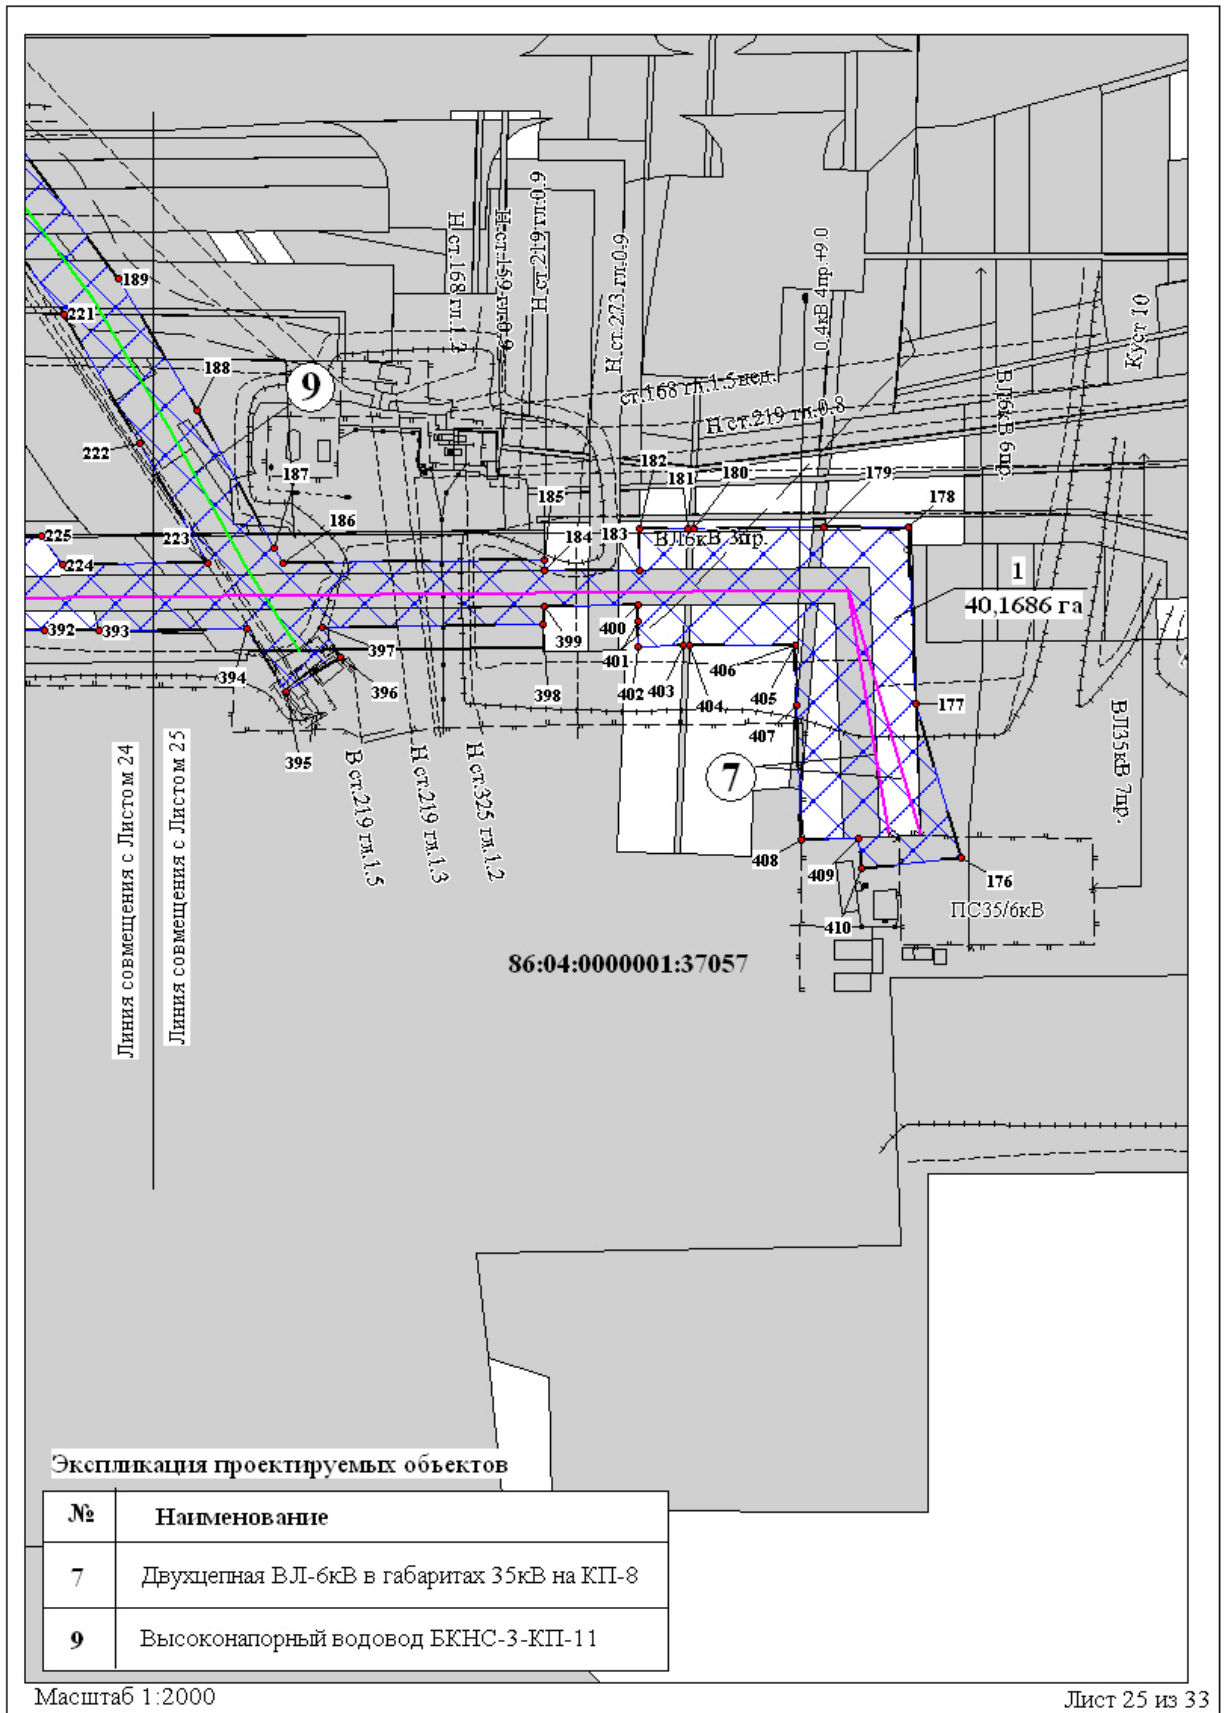 189
221
188
9
222
187
186
223
225
224
392
393
394
395
396
397
398
399
400
401
402
403
404
405
406
407
408
409
410
185
184
183
182
181
180
179
178
177
176
1
40,1686 га
7
Н ст.168 гл.1.2
Н ст.159 гл.0.9
Н ст.219 гл.0.9
Н ст.273 гл.0.9
0,4кВ 4пр.+9.0
ст.168 гл.1.5нед.
Н ст.219 гл.0.8
ВЛ6кВ 6пр.
Куст 10
ВЛ6кВ 3пр.
ВЛ35кВ 7пр.
ПС35/6кВ
В ст.219 гл.1.5
Н ст.219 гл.1.3
Н ст.325 гл.1.2
Линия совмещения с Листом 24
Линия совмещения с Листом 25
86:04:0000001:37057
Экспликация проектируемых обьектов
№ Наименование
7 Двухцепная ВЛ-6кВ в габаритах 35кВ на КП-8
9 Высоконапорный водовод БКНС-3-КП-11
Масштаб 1:2000
Лист 25 из 33